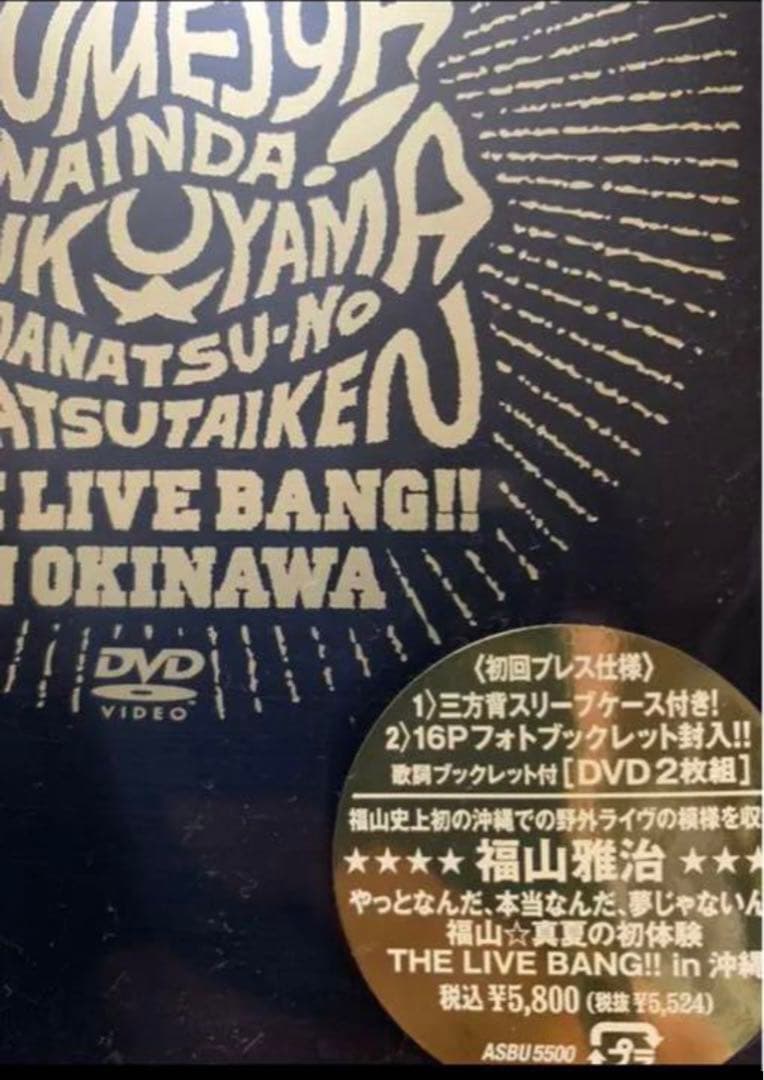 UMEJYA
NAINDA!
UKUYAMA
OANATSU-NO
ATSUTAIKEN
E LIVE BANG!!
N OKINAWA
DVD
VIDEO
〈初回プレス仕様〉
1〉三方背スリーブケース付き!
2〉16Pフォトブックレット封入!!
歌詞ブックレット付[DVD2枚組]
福山史上初の沖縄での野外ライヴの模様を収
★★★★ 福山雅治 ★★★
やっとなんだ、本当なんだ、夢じゃないん
福山☆真夏の初体験
THE LIVE BANG!! in 沖縄
税込¥5,800(税抜¥5,524)
ASBU5500 プラ